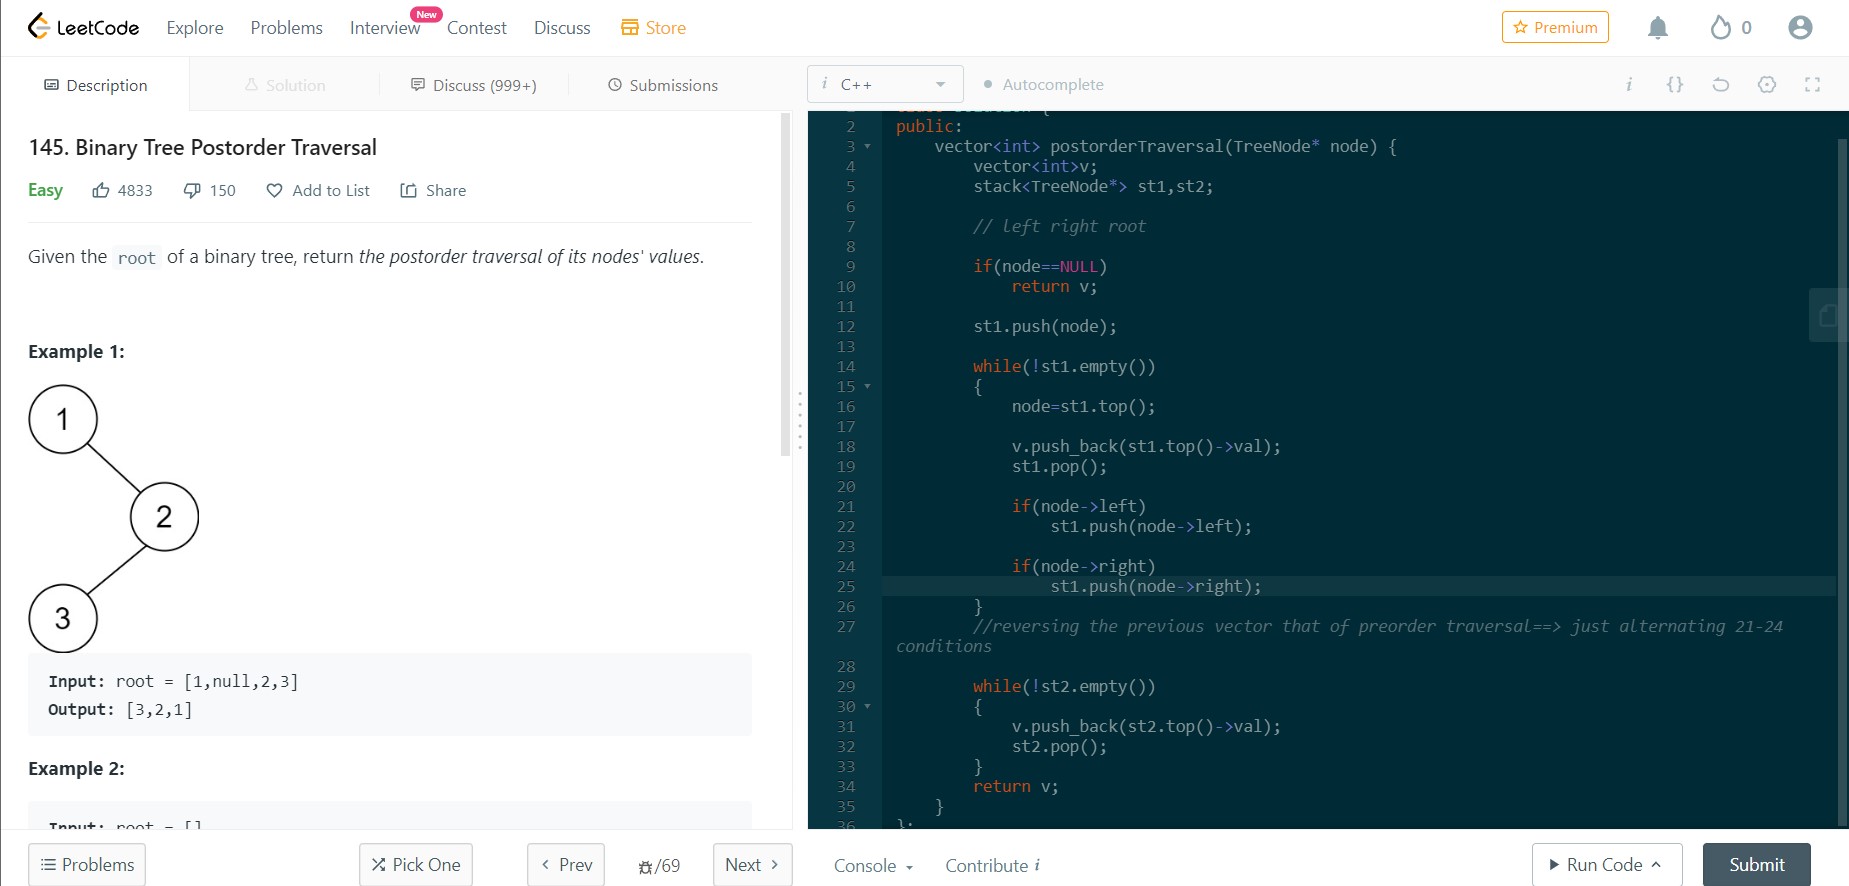 LeetCode Explore Problems Interview New Contest Discuss Store Premium 0
Description Solution Discuss (999+) Submissions
i C++ Autocomplete i {}
145. Binary Tree Postorder Traversal
Easy 4833 150 Add to List Share
Given the root of a binary tree, return the postorder traversal of its nodes' values.
Example 1:
1
2
3
Input: root = [1,null,2,3]
Output: [3,2,1]
Example 2:
Input: root = []
2 public:
3 vector<int> postorderTraversal(TreeNode* node) {
4 vector<int>v;
5 stack<TreeNode*> st1,st2;
6
7 // left right root
8
9 if(node==NULL)
10 return v;
11
12 st1.push(node);
13
14 while(!st1.empty())
15 {
16 node=st1.top();
17
18 v.push_back(st1.top()->val);
19 st1.pop();
20
21 if(node->left)
22 st1.push(node->left);
23
24 if(node->right)
25 st1.push(node->right);
26 }
27 //reversing the previous vector that of preorder traversal==> just alternating 21-24
conditions
28
29 while(!st2.empty())
30 {
31 v.push_back(st2.top()->val);
32 st2.pop();
33 }
34 return v;
35 }
36 };
Problems Pick One Prev /69 Next Console Contribute i Run Code Submit